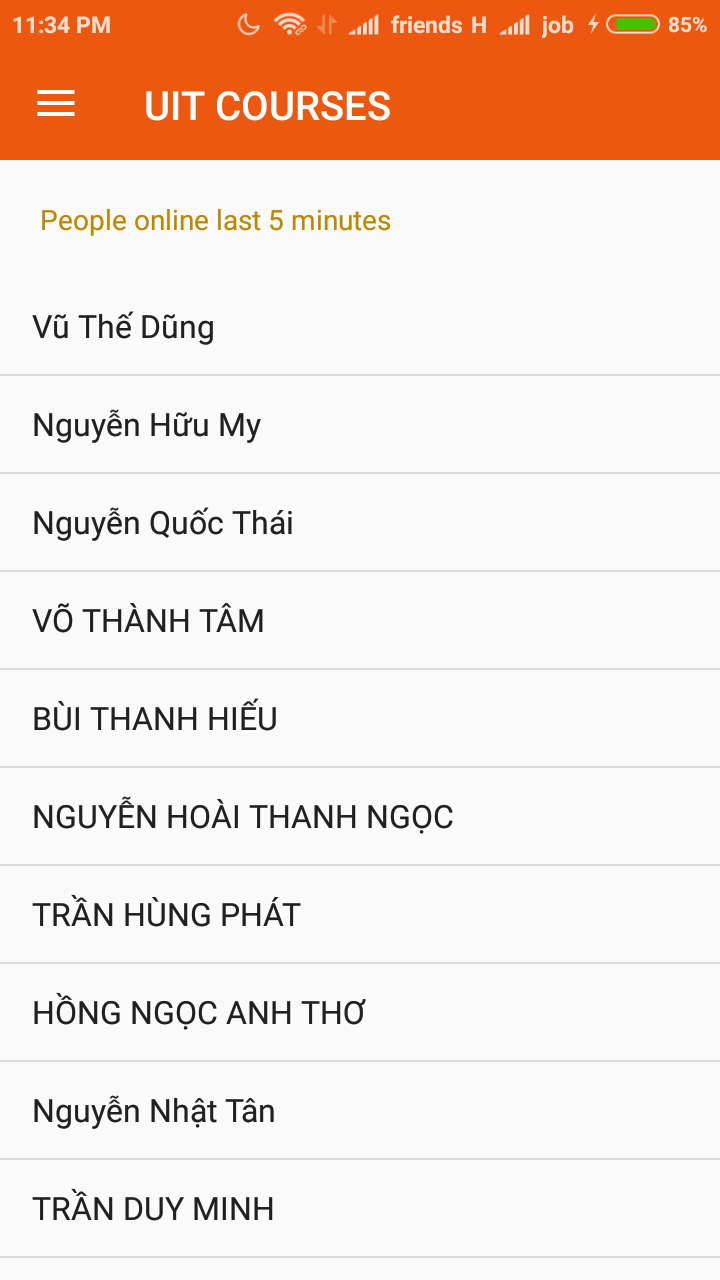 11:34 PM friends H job 85%
UIT COURSES
People online last 5 minutes
Vũ Thế Dũng
Nguyễn Hữu My
Nguyễn Quốc Thái
VÕ THÀNH TÂM
BÙI THANH HIẾU
NGUYỄN HOÀI THANH NGỌC
TRẦN HÙNG PHÁT
HỒNG NGỌC ANH THƠ
Nguyễn Nhật Tân
TRẦN DUY MINH